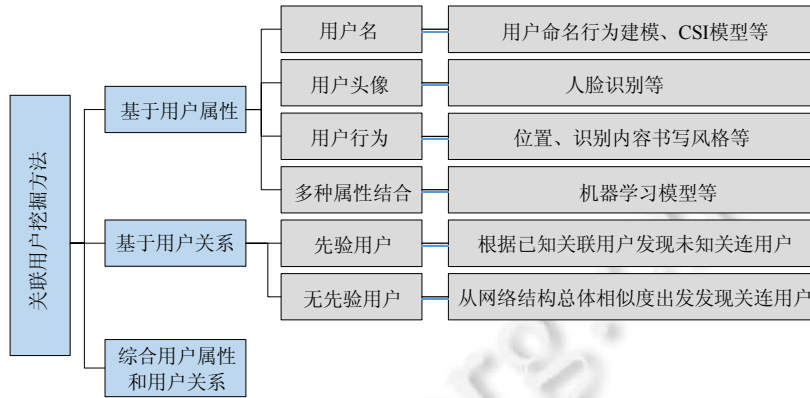 关联用户挖掘方法
基于用户属性
用户名
用户命名行为建模、CSI模型等
用户头像
人脸识别等
用户行为
位置、识别内容书写风格等
多种属性结合
机器学习模型等
基于用户关系
先验用户
根据已知关联用户发现未知关连用户
无先验用户
从网络结构总体相似度出发发现关连用户
综合用户属性
和用户关系